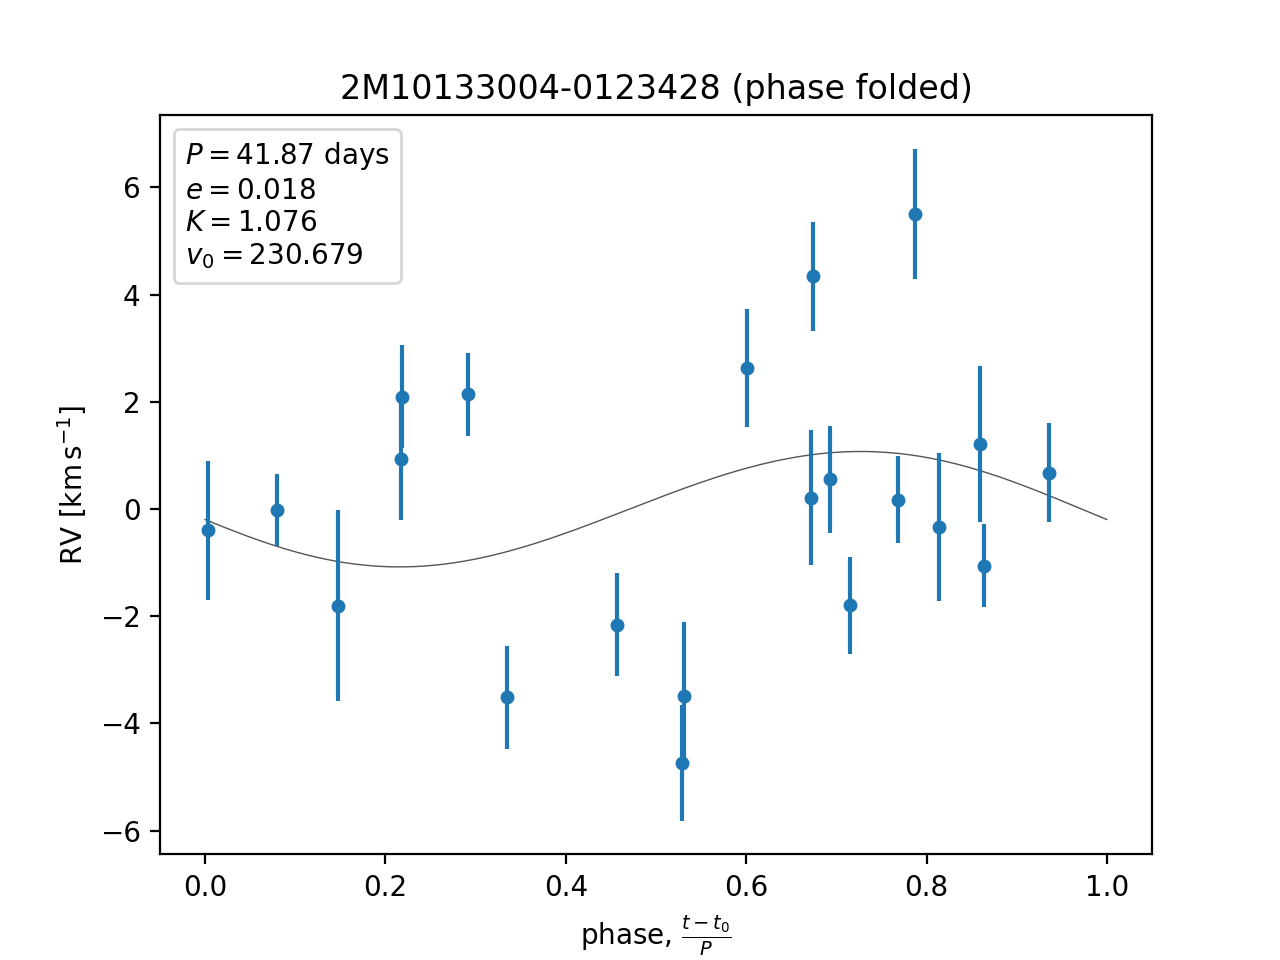 2M10133004-0123428 (phase folded)
P = 41.87 days
e = 0.018
K = 1.076
v₀ = 230.679
6
4
2
0
−2
−4
−6
RV [km s⁻¹]
0.0 0.2 0.4 0.6 0.8 1.0
phase, (t − t₀)/P